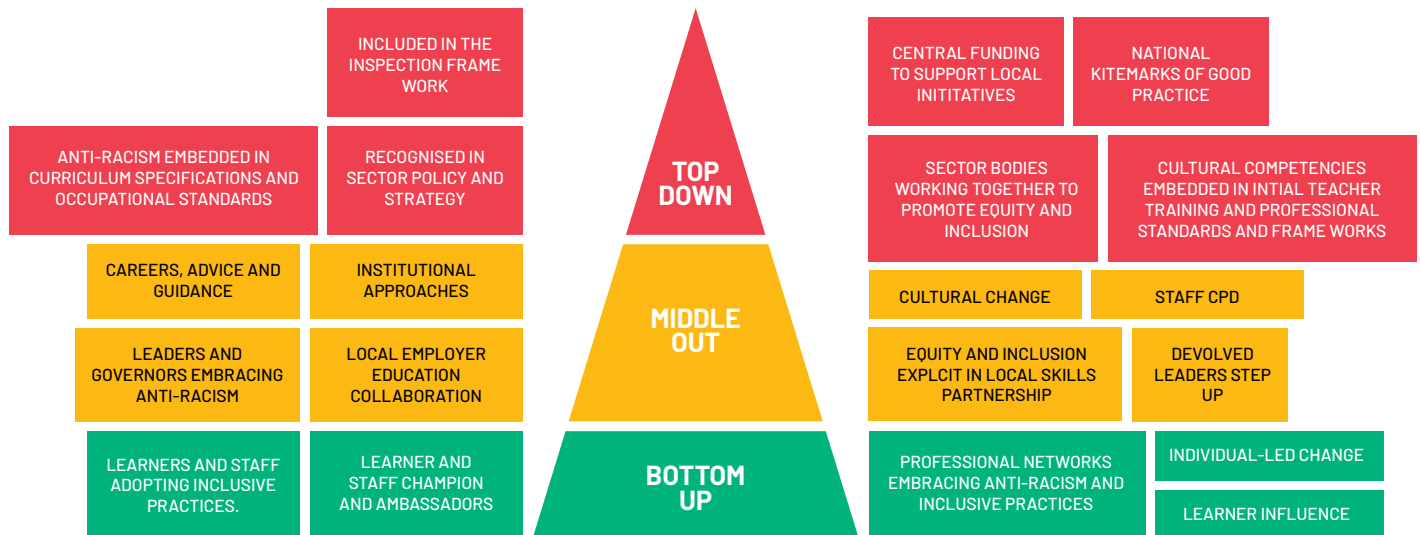 INCLUDED IN THE
INSPECTION FRAME
WORK
ANTI-RACISM EMBEDDED IN
CURRICULUM SPECIFICATIONS AND
OCCUPATIONAL STANDARDS
RECOGNISED IN
SECTOR POLICY AND
STRATEGY
TOP
DOWN
CENTRAL FUNDING
TO SUPPORT LOCAL
INITITATIVES
NATIONAL
KITEMARKS OF GOOD
PRACTICE
SECTOR BODIES
WORKING TOGETHER TO
PROMOTE EQUITY AND
INCLUSION
CULTURAL COMPETENCIES
EMBEDDED IN INTIAL TEACHER
TRAINING AND PROFESSIONAL
STANDARDS AND FRAME WORKS
CAREERS, ADVICE AND
GUIDANCE
INSTITUTIONAL
APPROACHES
LEADERS AND
GOVERNORS EMBRACING
ANTI-RACISM
LOCAL EMPLOYER
EDUCATION
COLLABORATION
MIDDLE
OUT
CULTURAL CHANGE
STAFF CPD
EQUITY AND INCLUSION
EXPLCIT IN LOCAL SKILLS
PARTNERSHIP
DEVOLVED
LEADERS STEP
UP
LEARNERS AND STAFF
ADOPTING INCLUSIVE
PRACTICES.
LEARNER AND
STAFF CHAMPION
AND AMBASSADORS
BOTTOM
UP
PROFESSIONAL NETWORKS
EMBRACING ANTI-RACISM AND
INCLUSIVE PRACTICES
INDIVIDUAL-LED CHANGE
LEARNER INFLUENCE